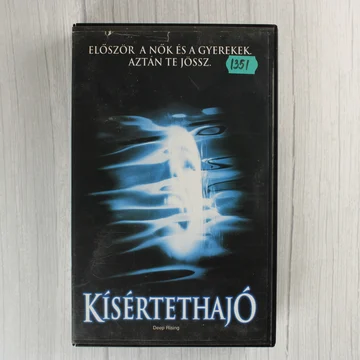 ELŐSZÖR A NŐK ÉS A GYEREKEK.
AZTÁN TE JÖSSZ.
1351
KÍSÉRTETHAJÓ
Deep Rising